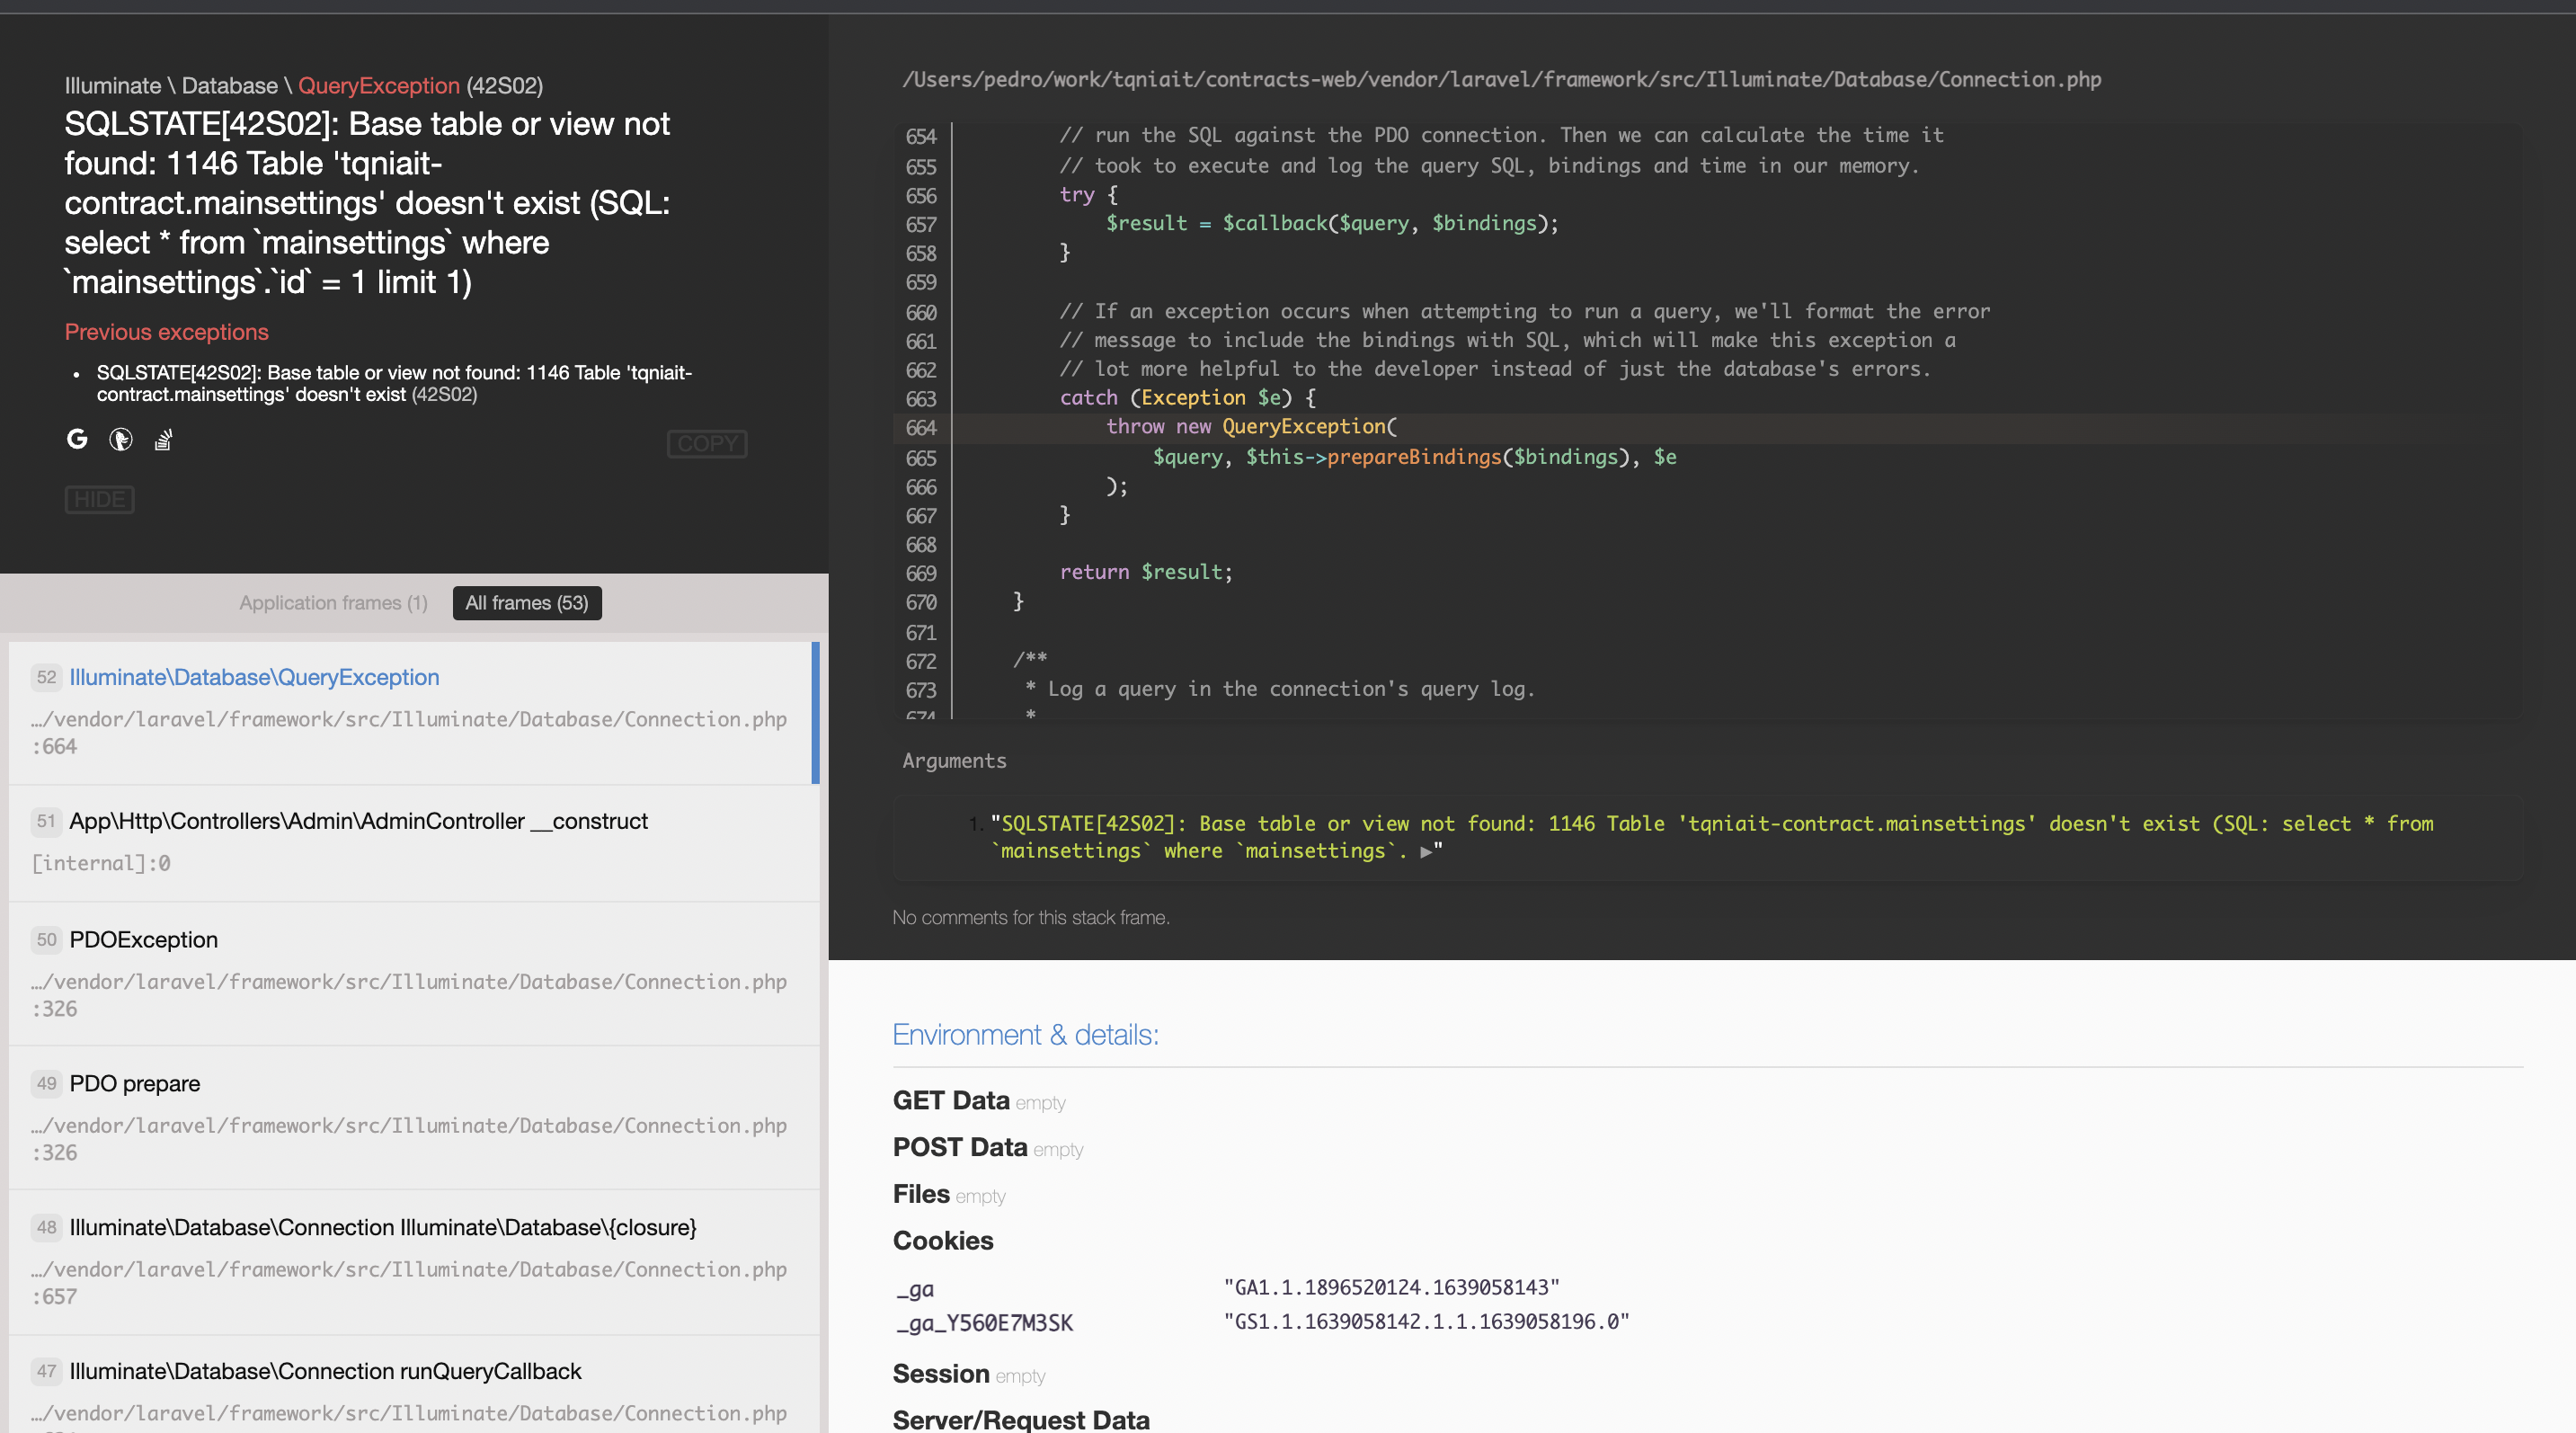 Illuminate \ Database \ QueryException (42S02)
SQLSTATE[42S02]: Base table or view not
found: 1146 Table 'tqniait-
contract.mainsettings' doesn't exist (SQL:
select * from `mainsettings` where
`mainsettings`.`id` = 1 limit 1)
Previous exceptions
• SQLSTATE[42S02]: Base table or view not found: 1146 Table 'tqniait-
contract.mainsettings' doesn't exist (42S02)
COPY
HIDE
Application frames (1) All frames (53)
52 Illuminate\Database\QueryException
…/vendor/laravel/framework/src/Illuminate/Database/Connection.php
:664
51 App\Http\Controllers\Admin\AdminController __construct
[internal]:0
50 PDOException
…/vendor/laravel/framework/src/Illuminate/Database/Connection.php
:326
49 PDO prepare
…/vendor/laravel/framework/src/Illuminate/Database/Connection.php
:326
48 Illuminate\Database\Connection Illuminate\Database\{closure}
…/vendor/laravel/framework/src/Illuminate/Database/Connection.php
:657
47 Illuminate\Database\Connection runQueryCallback
…/vendor/laravel/framework/src/Illuminate/Database/Connection.php
/Users/pedro/work/tqniait/contracts-web/vendor/laravel/framework/src/Illuminate/Database/Connection.php
654 // run the SQL against the PDO connection. Then we can calculate the time it
655 // took to execute and log the query SQL, bindings and time in our memory.
656 try {
657 $result = $callback($query, $bindings);
658 }
659
660 // If an exception occurs when attempting to run a query, we'll format the error
661 // message to include the bindings with SQL, which will make this exception a
662 // lot more helpful to the developer instead of just the database's errors.
663 catch (Exception $e) {
664 throw new QueryException(
665 $query, $this->prepareBindings($bindings), $e
666 );
667 }
668
669 return $result;
670 }
671
672 /**
673 * Log a query in the connection's query log.
674 *
Arguments
1. "SQLSTATE[42S02]: Base table or view not found: 1146 Table 'tqniait-contract.mainsettings' doesn't exist (SQL: select * from
`mainsettings` where `mainsettings`. ▶"
No comments for this stack frame.
Environment & details:
GET Data empty
POST Data empty
Files empty
Cookies
_ga "GA1.1.1896520124.1639058143"
_ga_Y560E7M3SK "GS1.1.1639058142.1.1.1639058196.0"
Session empty
Server/Request Data